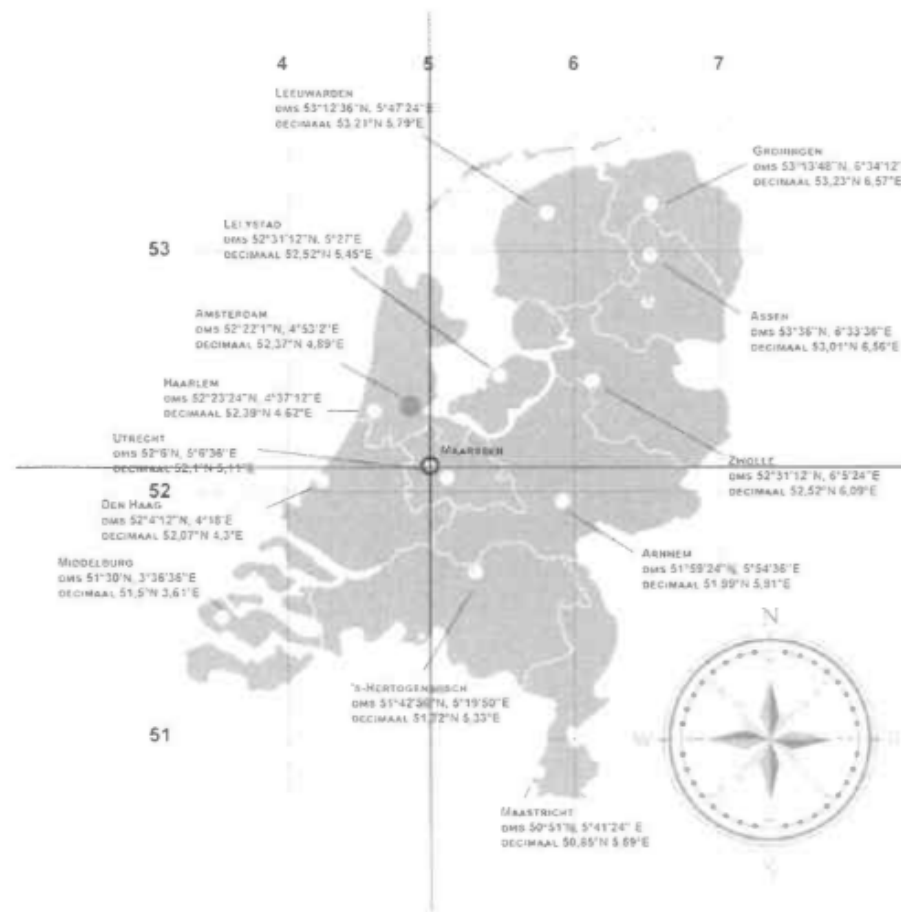 4 5 6 7
LEEUWARDEN
DMS 53°12'36"N, 5°47'24"E
DECIMAAL 53,21°N 5,79°E
GRONINGEN
DMS 53°13'48"N, 6°34'12"E
DECIMAAL 53,23°N 6,57°E
LELYSTAD
DMS 52°31'12"N, 5°27'E
DECIMAAL 52,52°N 5,45°E
53
AMSTERDAM
DMS 52°22'1"N, 4°53'2"E
DECIMAAL 52,37°N 4,89°E
ASSEN
DMS 53°36"N, 6°33'36"E
DECIMAAL 53,01°N 6,56°E
HAARLEM
DMS 52°23'24"N, 4°37'12"E
DECIMAAL 52,39°N 4,62°E
UTRECHT
DMS 52°6'N, 5°6'36"E
DECIMAAL 52,1°N 5,11°E
MAARSSEN
ZWOLLE
DMS 52°31'12"N, 6°5'24"E
DECIMAAL 52,52°N 6,09°E
52
DEN HAAG
DMS 52°4'12"N, 4°18'E
DECIMAAL 52,07°N 4,3°E
ARNHEM
DMS 51°59'24"N, 5°54'36"E
DECIMAAL 51,99°N 5,91°E
MIDDELBURG
DMS 51°30'N, 3°36'36"E
DECIMAAL 51,5°N 3,61°E
'S-HERTOGENBOSCH
DMS 51°42'36"N, 5°19'50"E
DECIMAAL 51,72°N 5,33°E
51
N
W
MAASTRICHT
DMS 50°51'N, 5°41'24" E
DECIMAAL 50,85°N 5,69°E